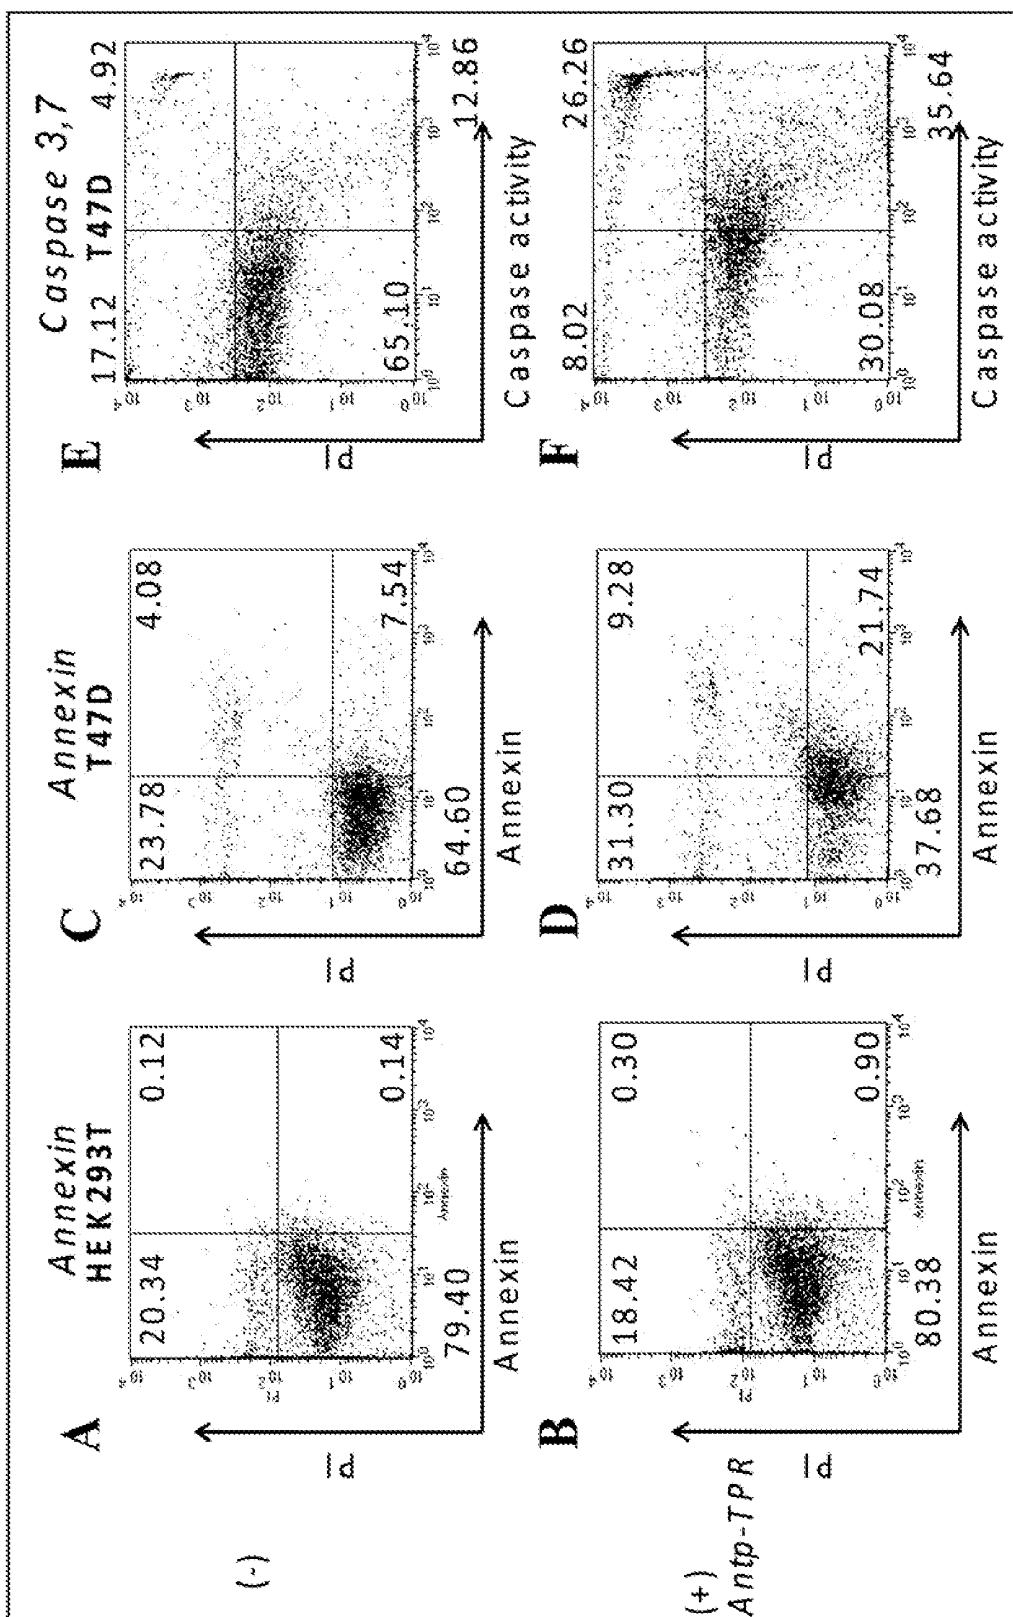 Annexin
HEK293T
Annexin
T47D
Caspase 3,7
T47D
(-)
A
20.34
0.12
79.40
0.14
PI
Annexin
C
23.78
4.08
64.60
7.54
PI
Annexin
E
17.12
4.92
65.10
12.86
PI
Caspase activity
(+)
Antp-TPR
B
18.42
0.30
80.38
0.90
PI
Annexin
D
31.30
9.28
37.68
21.74
PI
Annexin
F
8.02
26.26
30.08
35.64
PI
Caspase activity